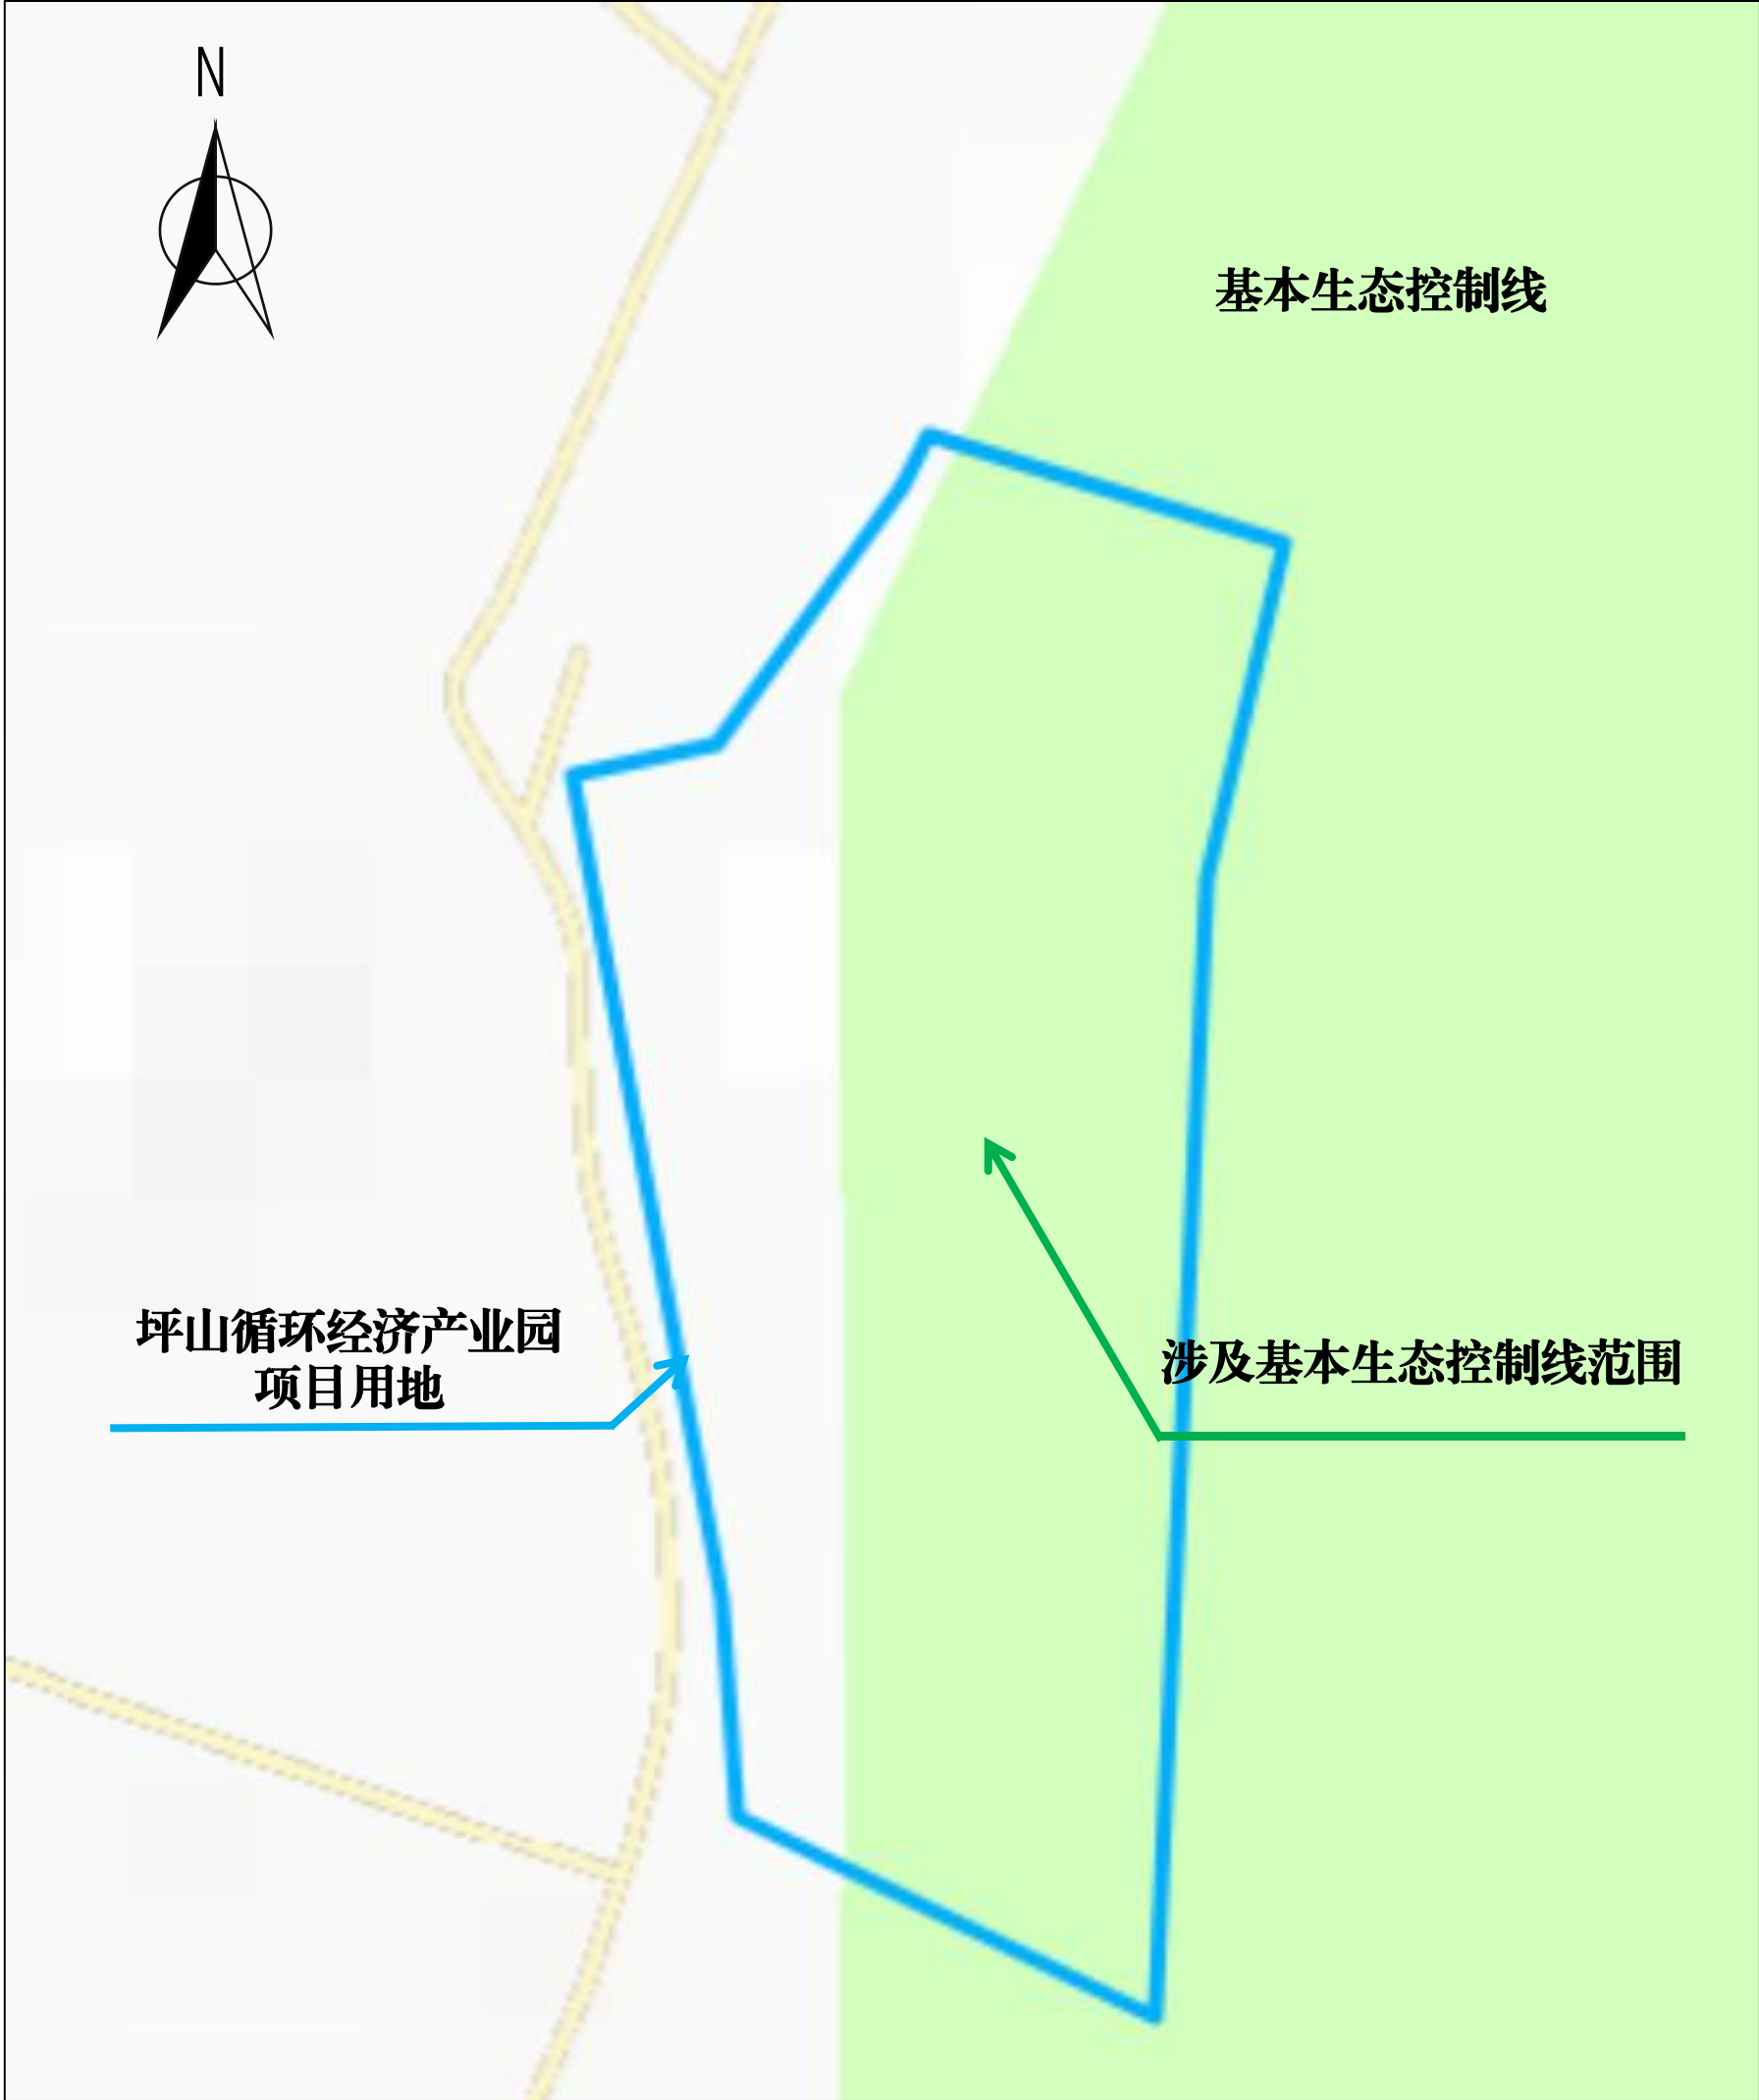 N
基本生态控制线
坪山循环经济产业园
项目用地
涉及基本生态控制线范围